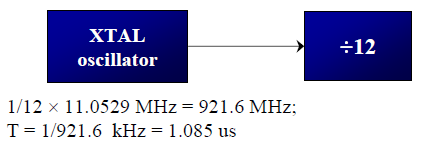 XTAL
oscillator
÷12
1/12 × 11.0529 MHz = 921.6 MHz;
T = 1/921.6 kHz = 1.085 us